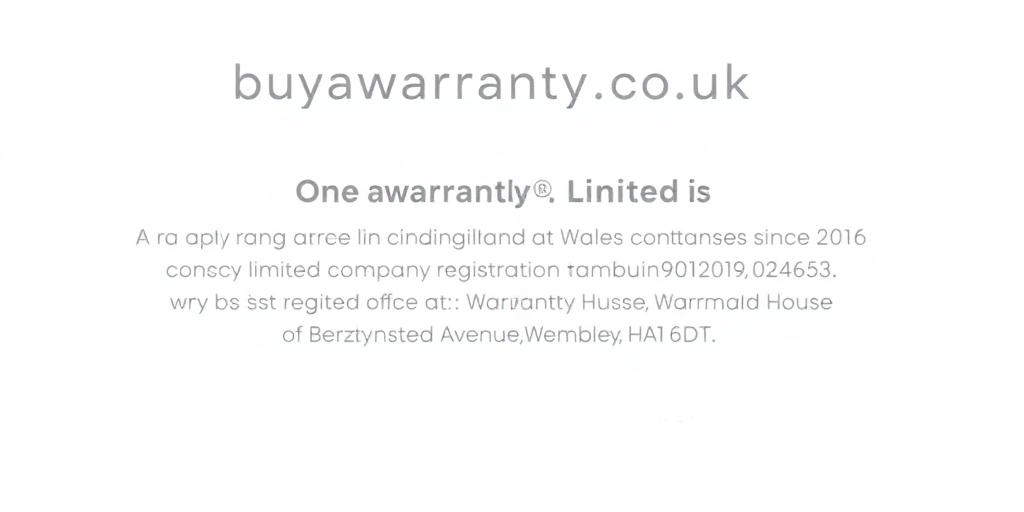 buyawarranty.co.uk
One awarrantly®. Linited is
A ra aply rang arree lin cindingilland at Wales conttanses since 2016
conscy limited company registration tambuin9012019,024653.
wry bs sst regited offce at:: Warvantty Husse, Warrmald House
of Berztynsted Avenue,Wembley, HA1 6DT.